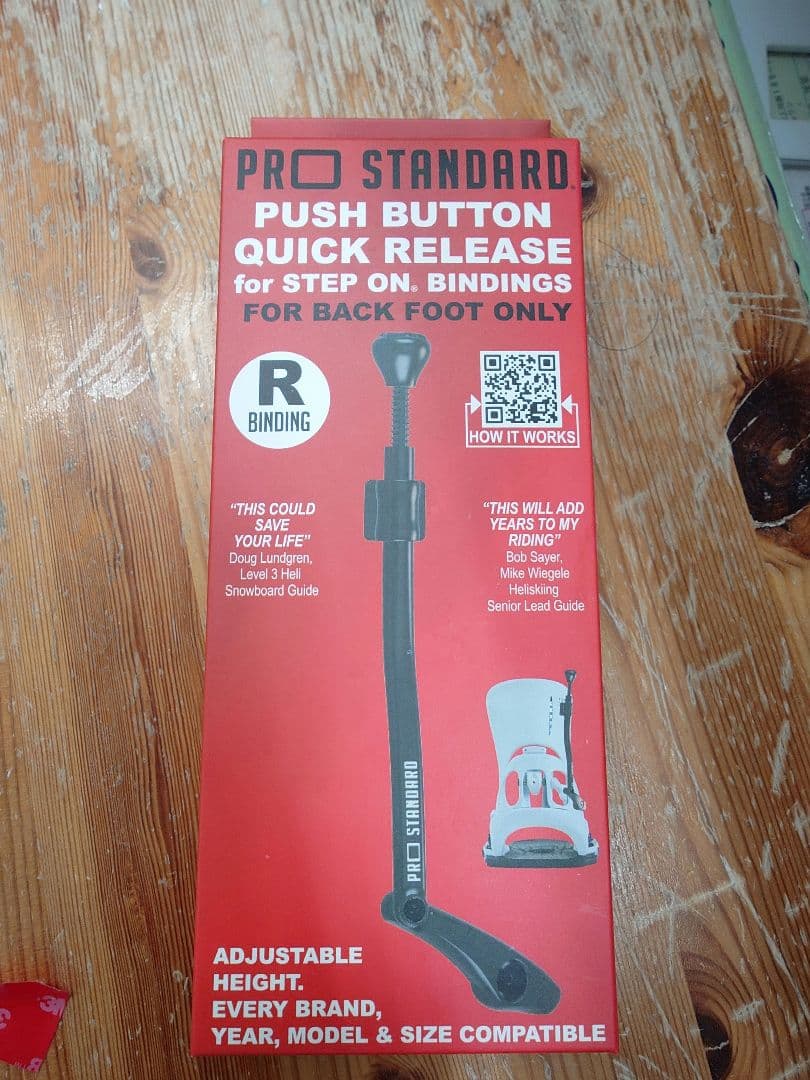 PRO STANDARD®
PUSH BUTTON
QUICK RELEASE
for STEP ON® BINDINGS
FOR BACK FOOT ONLY
R
BINDING
HOW IT WORKS
“THIS COULD
SAVE
YOUR LIFE”
Doug Lundgren,
Level 3 Heli
Snowboard Guide
“THIS WILL ADD
YEARS TO MY
RIDING”
Bob Sayer,
Mike Wiegele
Heliskiing
Senior Lead Guide
PRO STANDARD
ADJUSTABLE
HEIGHT.
EVERY BRAND,
YEAR, MODEL & SIZE COMPATIBLE